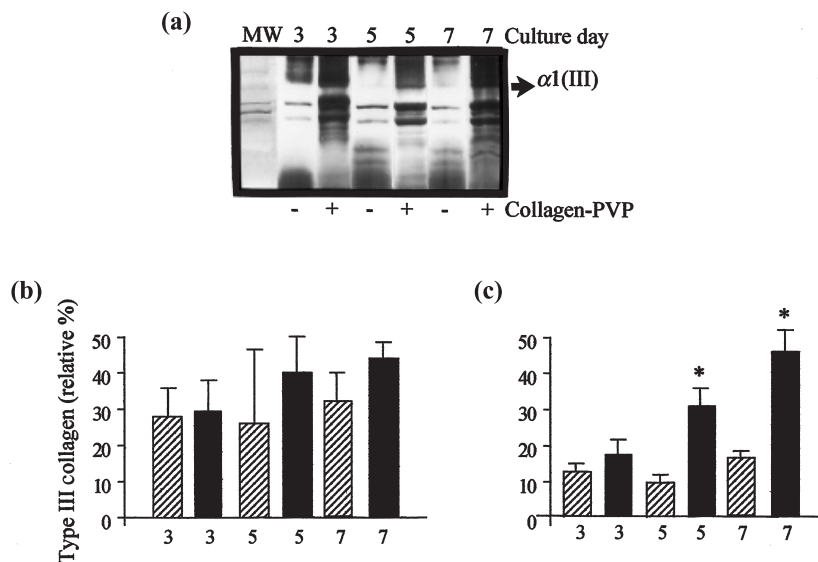 (a)
MW 3 3 5 5 7 7 Culture day
α1(III)
- + - + - + Collagen-PVP
(b)
(c)
Type III collagen (relative %)
50
40
30
20
10
0
3 3 5 5 7 7
50
40
30
20
10
0
* *
3 3 5 5 7 7